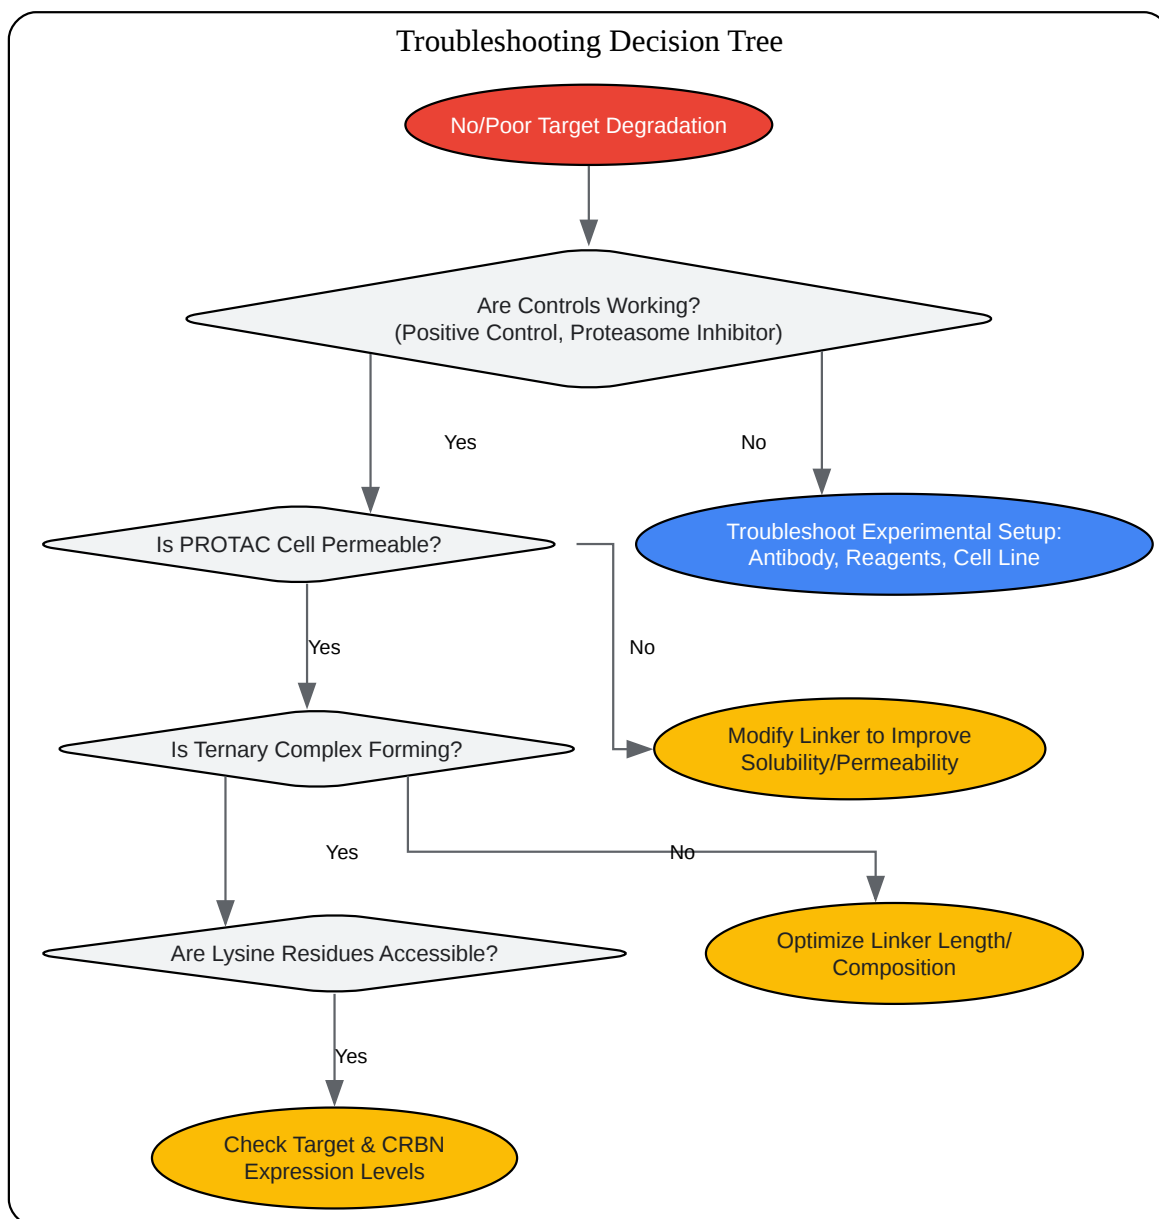 Troubleshooting Decision Tree
No/Poor Target Degradation
Are Controls Working?
(Positive Control, Proteasome Inhibitor)
Yes
No
Is PROTAC Cell Permeable?
Troubleshoot Experimental Setup:
Antibody, Reagents, Cell Line
Yes
No
Is Ternary Complex Forming?
Modify Linker to Improve
Solubility/Permeability
Yes
No
Are Lysine Residues Accessible?
Optimize Linker Length/
Composition
Yes
Check Target & CRBN
Expression Levels